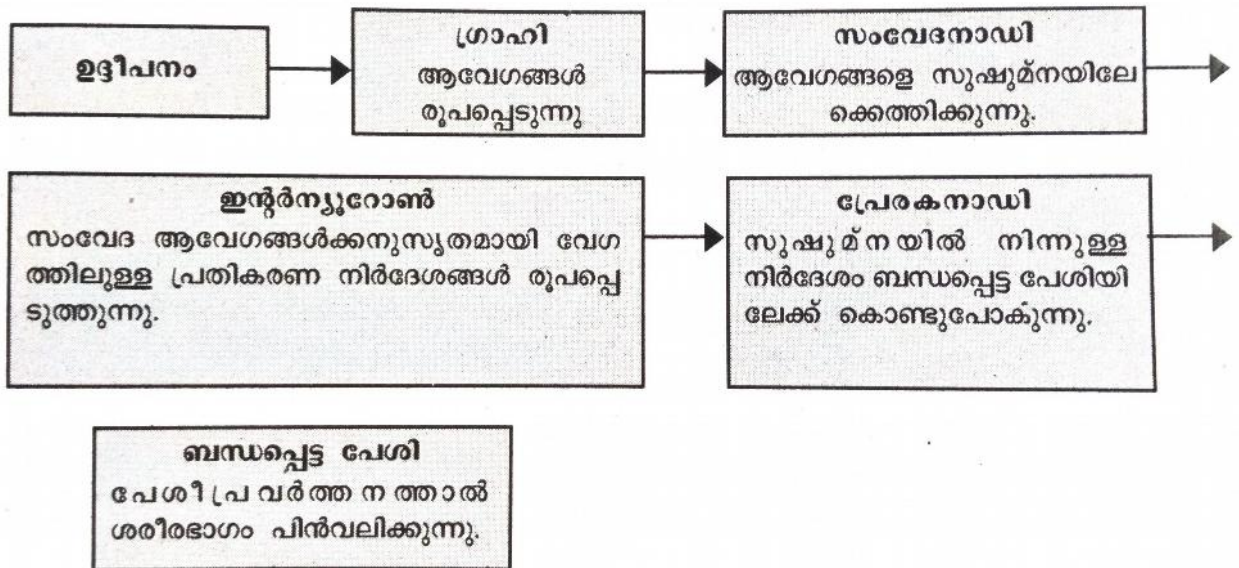 ഉദ്ദീപനം
ഗ്രാഹി
ആവേഗങ്ങൾ
രൂപപ്പെടുന്നു
സംവേദനാഡി
ആവേഗങ്ങളെ സുഷുമ്നയിലേ
ക്കെത്തിക്കുന്നു.
ഇന്റർന്യൂറോൺ
സംവേദ ആവേഗങ്ങൾക്കനുസൃതമായി വേഗ
ത്തിലുള്ള പ്രതികരണ നിർദേശങ്ങൾ രൂപപ്പെ
ടുത്തുന്നു.
പ്രേരകനാഡി
സുഷുമ്നയിൽ നിന്നുള്ള
നിർദേശം ബന്ധപ്പെട്ട പേശിയി
ലേക്ക് കൊണ്ടുപോകുന്നു.
ബന്ധപ്പെട്ട പേശി
പേശീപ്രവർത്തനത്താൽ
ശരീരഭാഗം പിൻവലിക്കുന്നു.